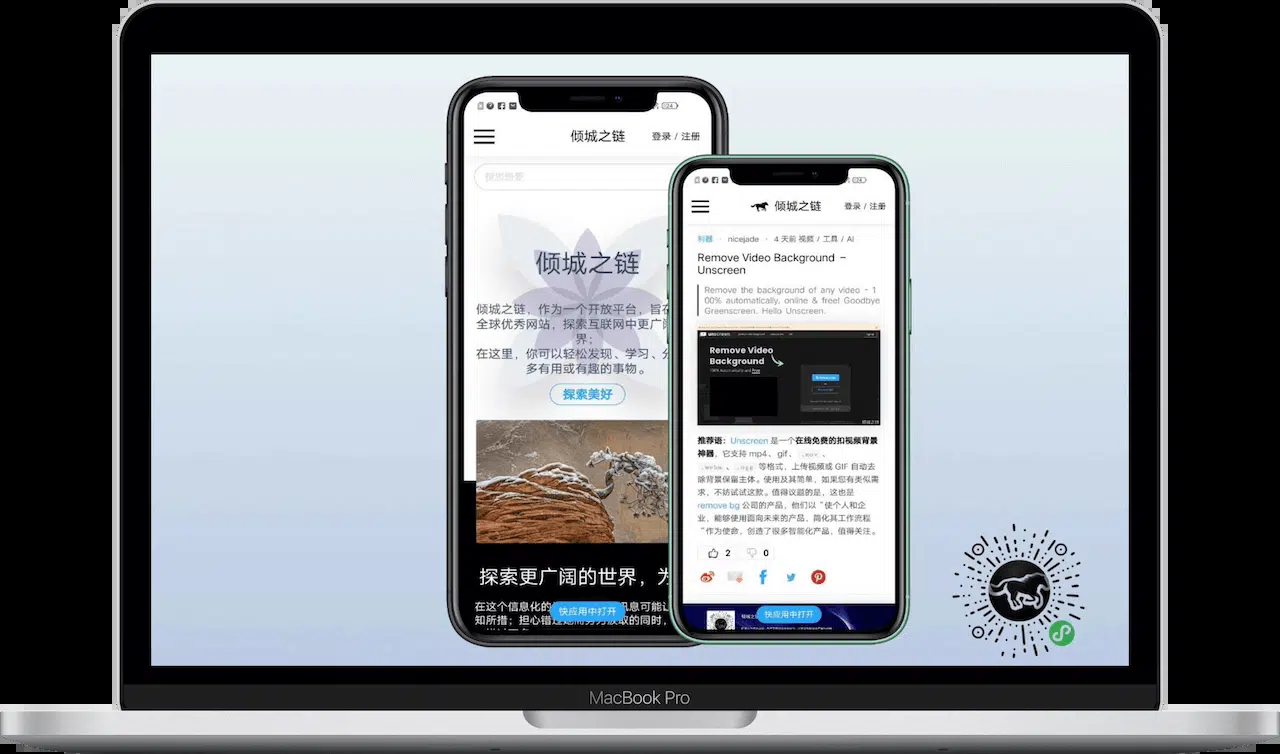 倾城之链
登录 / 注册
倾城之链
倾城之链，作为一个开放平台，旨在
全球优秀网站，探索互联网中更广
界；
在这里，你可以轻松发现、学习、分
多有用或有趣的事物。
探索美好
探索更广阔的世界，为
在这个信息化的
快应用中打开
讯息可能让
知所措；担心错过
的同时，
倾城之链
登录 / 注册
利器 · nicejade · 4 天前 视频 / 工具 / AI
Remove Video Background –
Unscreen
Remove the background of any video - 1
00% automatically, online & free! Goodbye
Greenscreen. Hello Unscreen.
Remove Video
Background
100% Automatically and Free
推荐语：Unscreen 是一个在线免费的扣视频背景
神器，它支持 mp4、gif、.mov 、
.webm 、 .ogg 等格式，上传视频或 GIF 自动去
除背景保留主体。使用及其简单，如果您有类似需
求，不妨试试这款。值得议题的是，这也是
remove bg 公司的产品，他们以 “使个人和企
业，能够使用面向未来的产品，简化其工作流程
”作为使命，创造了很多智能化产品，值得关注。
2
0
快应用中打开
MacBook Pro